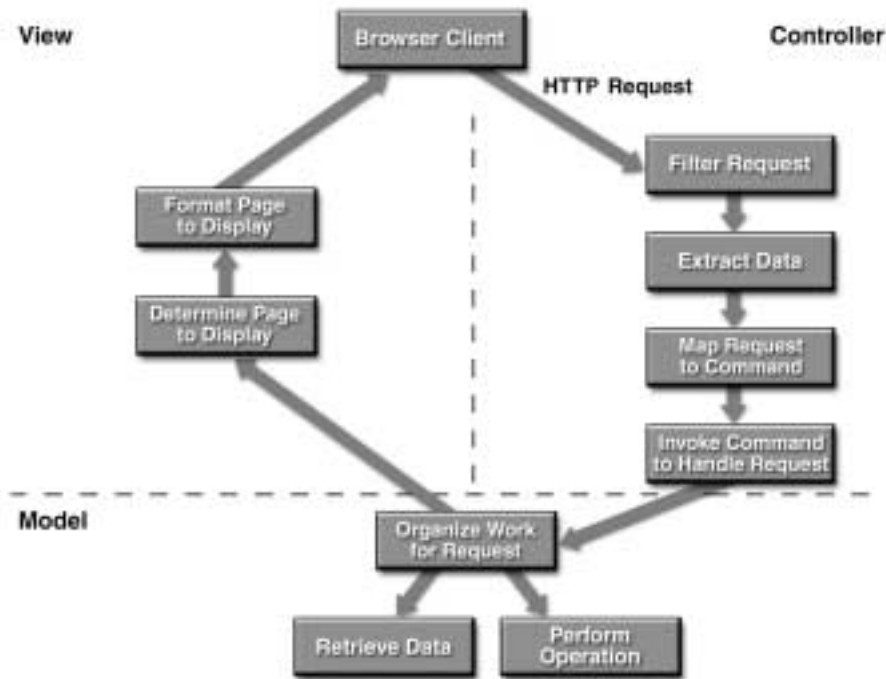 View
Browser Client
Controller
HTTP Request
Filter Request
Format Page
to Display
Extract Data
Determine Page
to Display
Map Request
to Command
Invoke Command
to Handle Request
Model
Organize Work
for Request
Retrieve Data
Perform
Operation